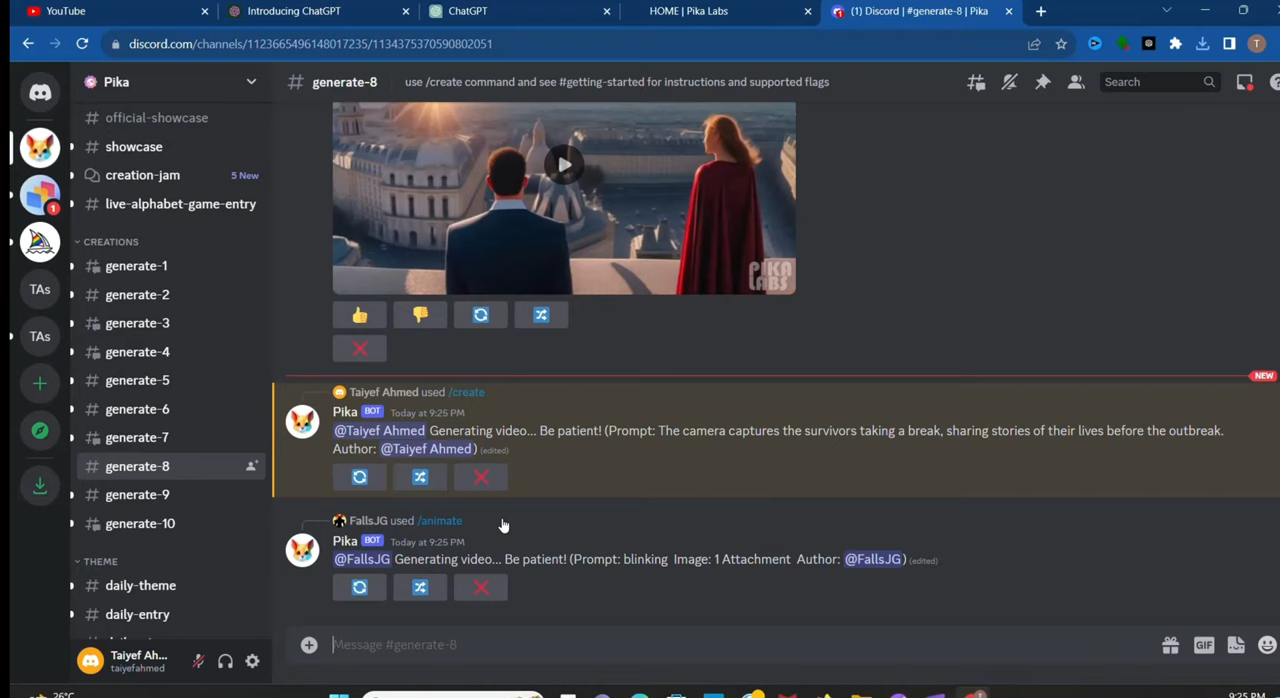 YouTube
Introducing ChatGPT
ChatGPT
HOME | Pika Labs
(1) Discord | #generate-8 | Pika
discord.com/channels/1123665496148017235/1134375370590802051
T
Pika
generate-8
use /create command and see #getting-started for instructions and supported flags
Search
official-showcase
showcase
creation-jam
5 New
live-alphabet-game-entry
CREATIONS
generate-1
generate-2
generate-3
generate-4
generate-5
generate-6
generate-7
generate-8
generate-9
generate-10
THEME
daily-theme
daily-entry
1
TAs
TAs
Taiyef Ah...
taiyefahmed
PIKA
LABS
NEW
Taiyef Ahmed used /create
Pika BOT Today at 9:25 PM
@Taiyef Ahmed Generating video... Be patient! (Prompt: The camera captures the survivors taking a break, sharing stories of their lives before the outbreak.
Author: @Taiyef Ahmed ) (edited)
FallsJG used /animate
Pika BOT Today at 9:25 PM
@FallsJG Generating video... Be patient! (Prompt: blinking Image: 1 Attachment Author: @FallsJG ) (edited)
Message #generate-8
GIF
26°C
9:25 PM